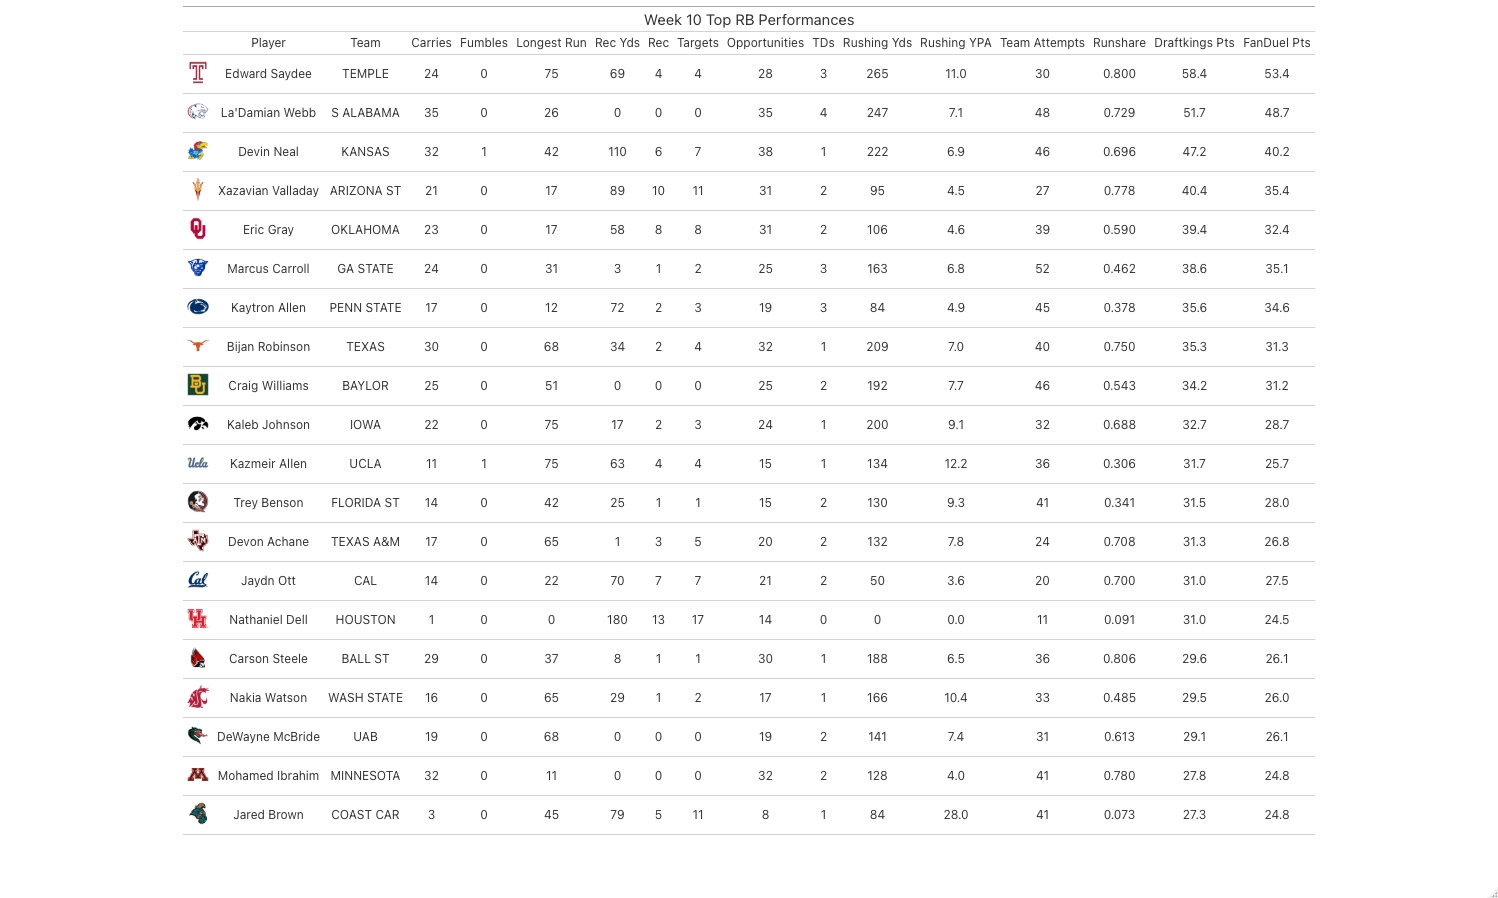 Week 10 Top RB Performances
Player Team Carries Fumbles Longest Run Rec Yds Rec Targets Opportunities TDs Rushing Yds Rushing YPA Team Attempts Runshare Draftkings Pts FanDuel Pts
T Edward Saydee TEMPLE 24 0 75 69 4 4 28 3 265 11.0 30 0.800 58.4 53.4
La'Damian Webb S ALABAMA 35 0 26 0 0 0 35 4 247 7.1 48 0.729 51.7 48.7
Devin Neal KANSAS 32 1 42 110 6 7 38 1 222 6.9 46 0.696 47.2 40.2
Xazavian Valladay ARIZONA ST 21 0 17 89 10 11 31 2 95 4.5 27 0.778 40.4 35.4
OU Eric Gray OKLAHOMA 23 0 17 58 8 8 31 2 106 4.6 39 0.590 39.4 32.4
Marcus Carroll GA STATE 24 0 31 3 1 2 25 3 163 6.8 52 0.462 38.6 35.1
Kaytron Allen PENN STATE 17 0 12 72 2 3 19 3 84 4.9 45 0.378 35.6 34.6
Bijan Robinson TEXAS 30 0 68 34 2 4 32 1 209 7.0 40 0.750 35.3 31.3
BU Craig Williams BAYLOR 25 0 51 0 0 0 25 2 192 7.7 46 0.543 34.2 31.2
Kaleb Johnson IOWA 22 0 75 17 2 3 24 1 200 9.1 32 0.688 32.7 28.7
Ucla Kazmeir Allen UCLA 11 1 75 63 4 4 15 1 134 12.2 36 0.306 31.7 25.7
Trey Benson FLORIDA ST 14 0 42 25 1 1 15 2 130 9.3 41 0.341 31.5 28.0
ATM Devon Achane TEXAS A&M 17 0 65 1 3 5 20 2 132 7.8 24 0.708 31.3 26.8
Cal Jaydn Ott CAL 14 0 22 70 7 7 21 2 50 3.6 20 0.700 31.0 27.5
UH Nathaniel Dell HOUSTON 1 0 0 180 13 17 14 0 0 0.0 11 0.091 31.0 24.5
Carson Steele BALL ST 29 0 37 8 1 1 30 1 188 6.5 36 0.806 29.6 26.1
Nakia Watson WASH STATE 16 0 65 29 1 2 17 1 166 10.4 33 0.485 29.5 26.0
DeWayne McBride UAB 19 0 68 0 0 0 19 2 141 7.4 31 0.613 29.1 26.1
M Mohamed Ibrahim MINNESOTA 32 0 11 0 0 0 32 2 128 4.0 41 0.780 27.8 24.8
Jared Brown COAST CAR 3 0 45 79 5 11 8 1 84 28.0 41 0.073 27.3 24.8